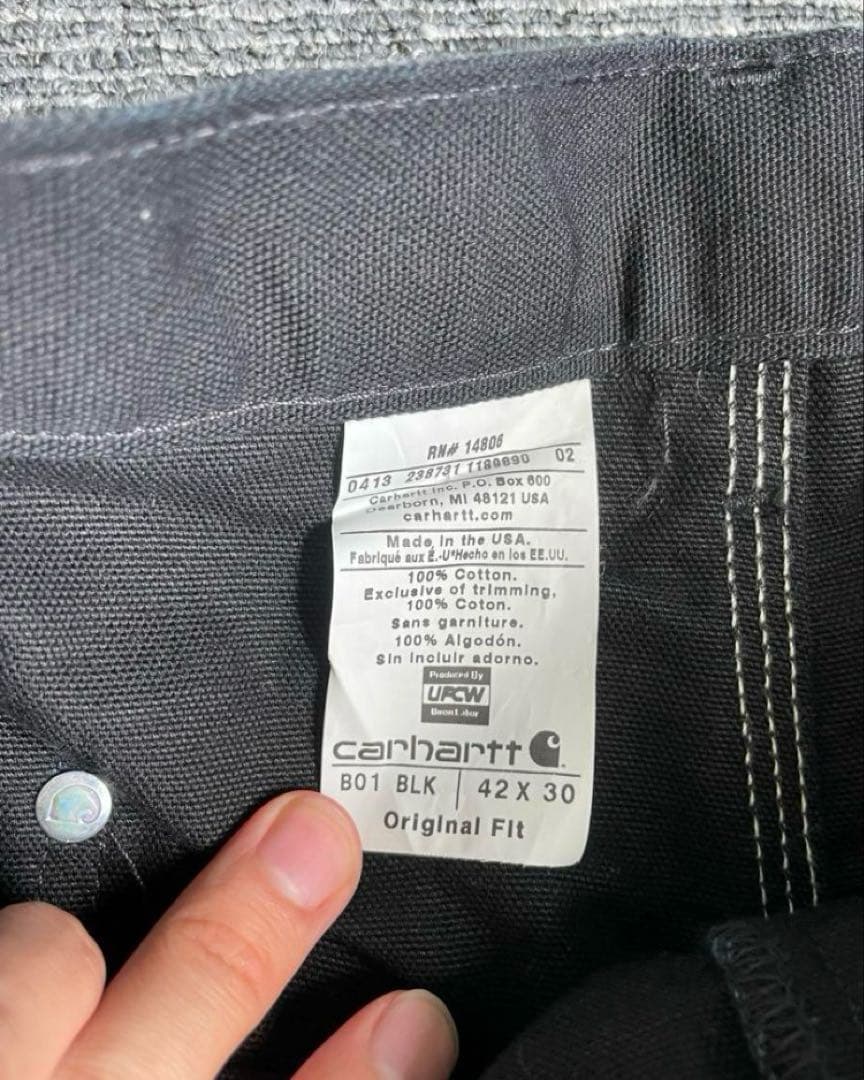 RN# 14806
0413 238731 1189890 02
Carhartt Inc. P.O. Box 600
Dearborn, MI 48121 USA
carhartt.com
Made in the USA.
Fabriqué aux É.-U*Hecho en los EE.UU.
100% Cotton.
Exclusive of trimming.
100% Coton.
Sans garniture.
100% Algodón.
Sin incluir adorno.
Produced By
UFCW
Union Labor
carhartt
B01 BLK | 42 X 30
Original Fit